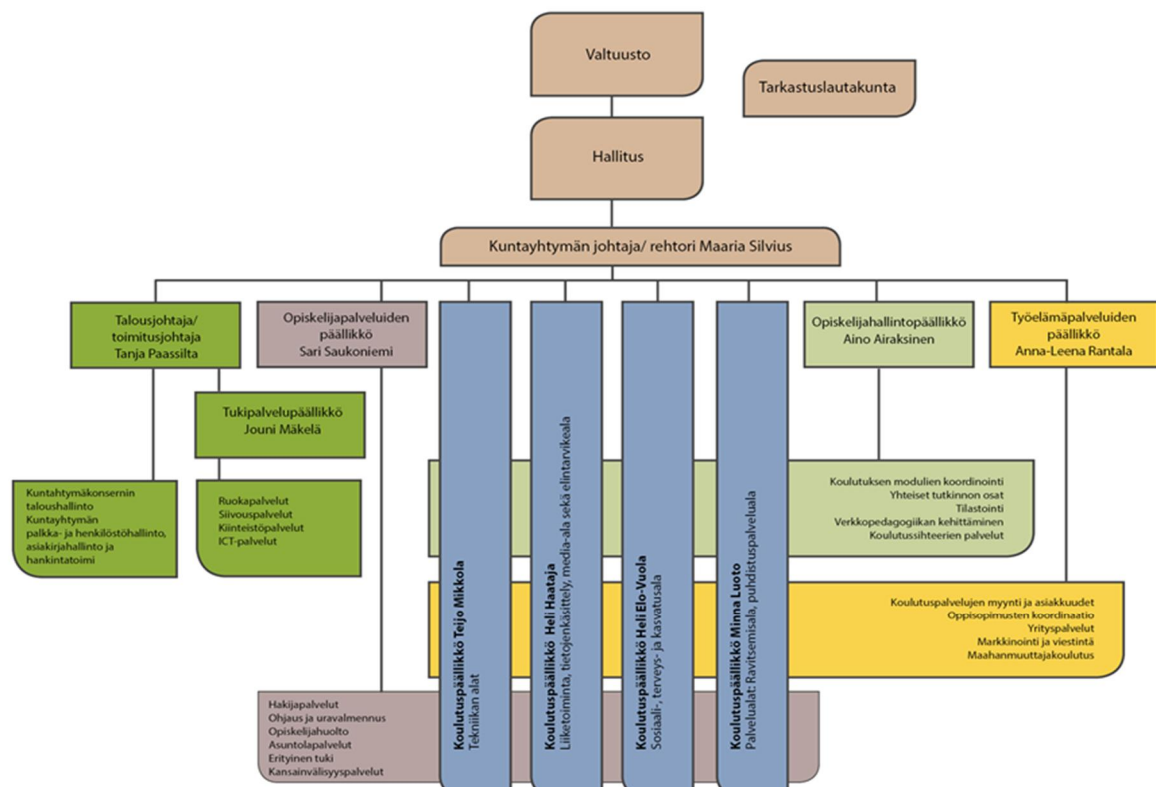 Valtuusto
Tarkastuslautakunta
Hallitus
Kuntayhtymän johtaja/ rehtori Maaria Silvius
Talousjohtaja/
toimitusjohtaja
Tanja Paassilta
Opiskelijapalveluiden
päällikkö
Sari Saukoniemi
Opiskelijahallintopäällikkö
Aino Airaksinen
Työelämäpalveluiden
päällikkö
Anna-Leena Rantala
Tukipalvelupäällikkö
Jouni Mäkelä
Kuntahtymäkonsernin
taloushallinto
Kuntayhtymän
palkka- ja henkilöstöhallinto,
asiakirjahallinto ja
hankintatoimi
Ruokapalvelut
Siivouspalvelut
Kiinteistöpalvelut
ICT-palvelut
Koulutuspäällikkö Teijo Mikkola
Tekniikan alat
Koulutuspäällikkö Heli Haataja
Liiketoiminta, tietojenkäsittely, media-ala sekä elintarvikeala
Koulutuspäällikkö Heli Elo-Vuola
Sosiaali-, terveys- ja kasvatusala
Koulutuspäällikkö Minna Luoto
Palvelualat: Ravitsemisala, puhdistuspalveluala
Koulutuksen modulien koordinointi
Yhteiset tutkinnon osat
Tilastointi
Verkkopedagogiikan kehittäminen
Koulutussihteerien palvelut
Koulutuspalvelujen myynti ja asiakkuudet
Oppisopimusten koordinaatio
Yrityspalvelut
Markkinointi ja viestintä
Maahanmuuttajakoulutus
Hakijapalvelut
Ohjaus ja uravalmennus
Opiskelijahuolto
Asuntolapalvelut
Erityinen tuki
Kansainvälisyyspalvelut